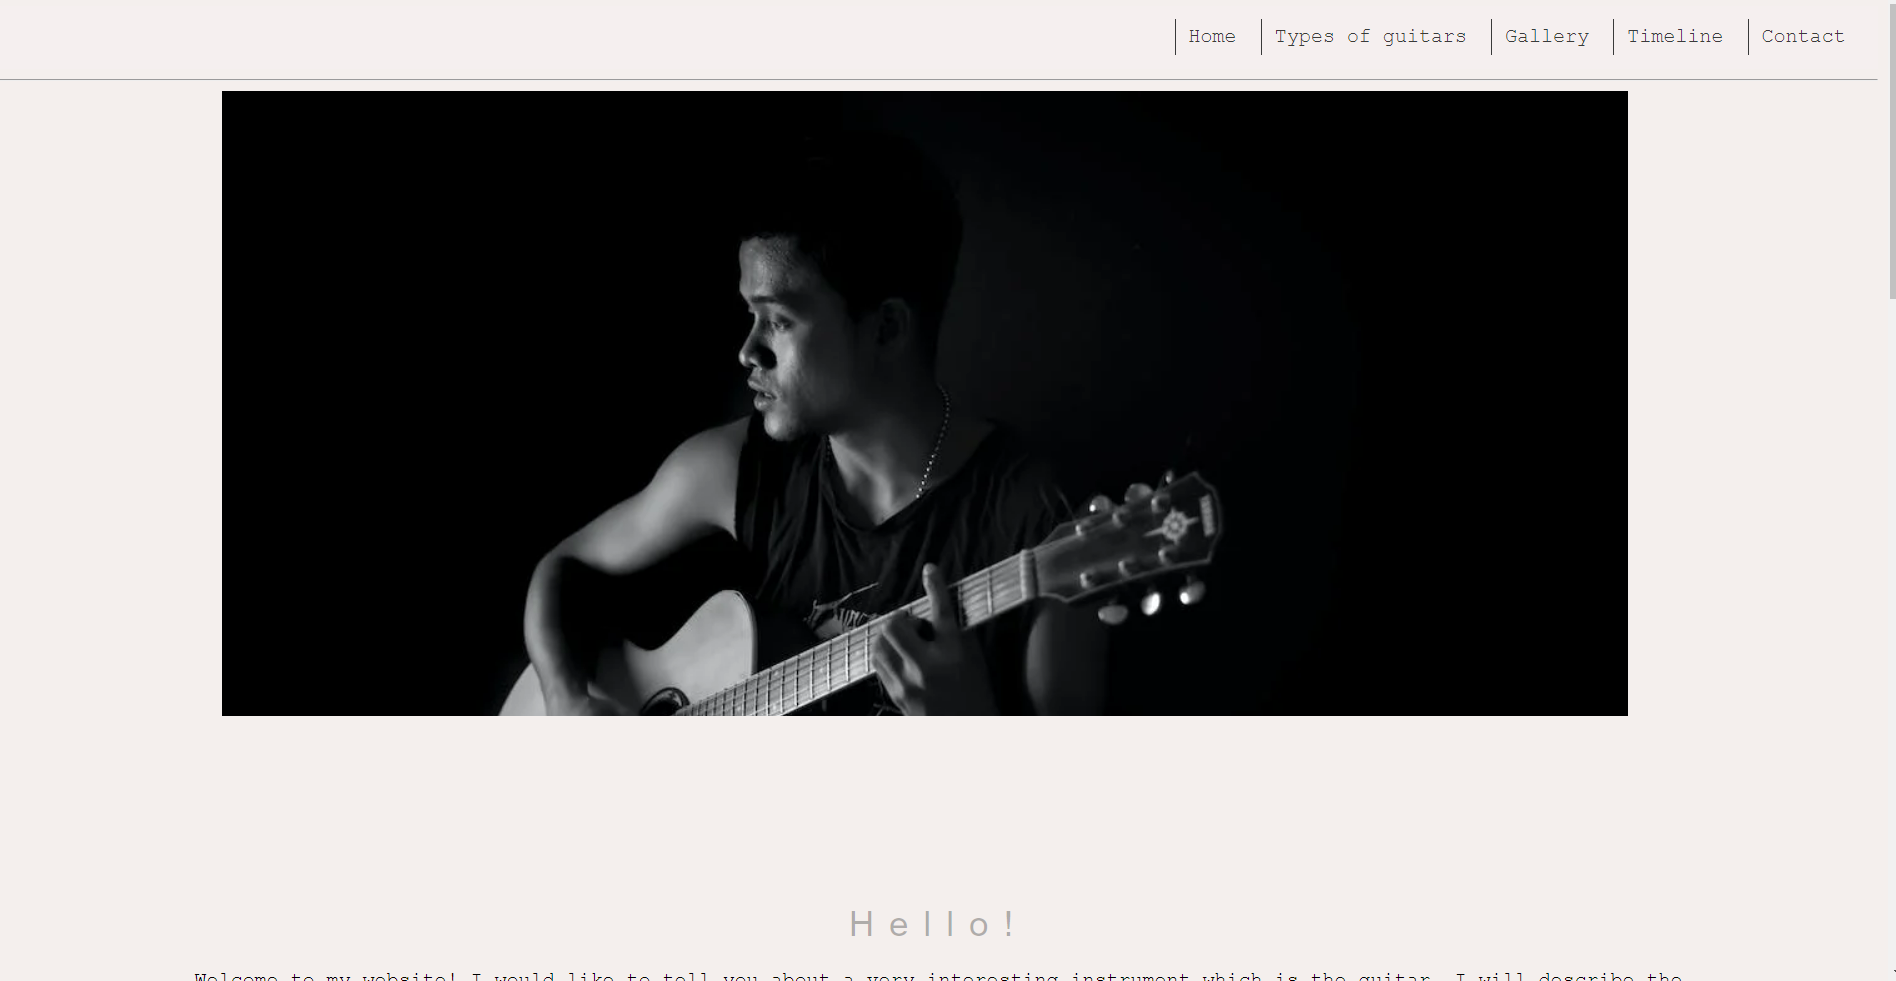 Home
Types of guitars
Gallery
Timeline
Contact
Hello!
Welcome to my website! I would like to tell you about a very interesting instrument which is the guitar. I will describe the